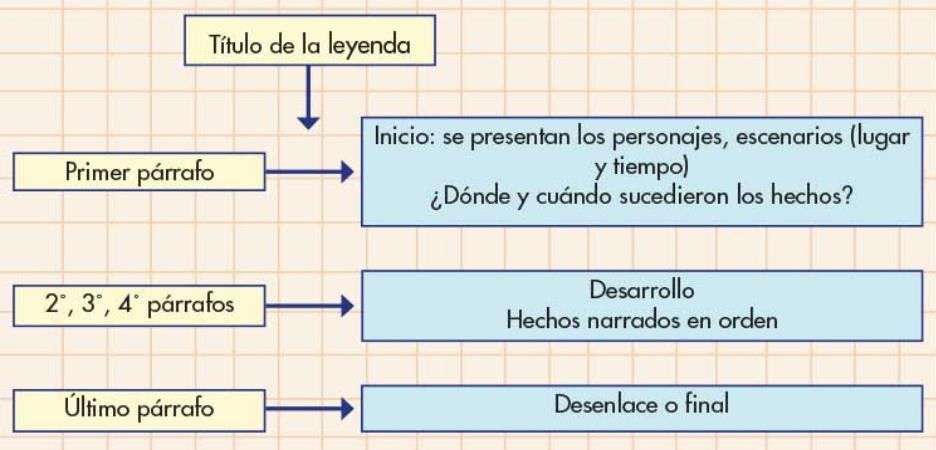 Título de la leyenda
Primer párrafo
Inicio: se presentan los personajes, escenarios (lugar
y tiempo)
¿Dónde y cuándo sucedieron los hechos?
2°, 3°, 4° párrafos
Desarrollo
Hechos narrados en orden
Último párrafo
Desenlace o final